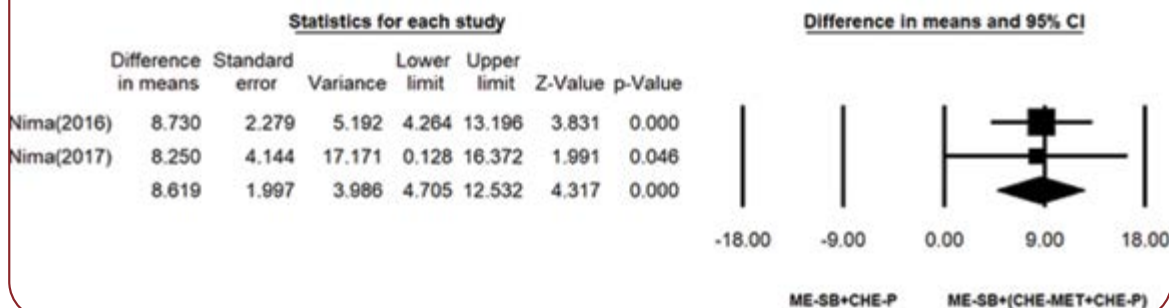 Statistics for each study Difference in means and 95% CI
Difference Standard Lower Upper
in means error Variance limit limit Z-Value p-Value
Nima(2016) 8.730 2.279 5.192 4.264 13.196 3.831 0.000
Nima(2017) 8.250 4.144 17.171 0.128 16.372 1.991 0.046
8.619 1.997 3.986 4.705 12.532 4.317 0.000
-18.00 -9.00 0.00 9.00 18.00
ME-SB+CHE-P ME-SB+(CHE-MET+CHE-P)